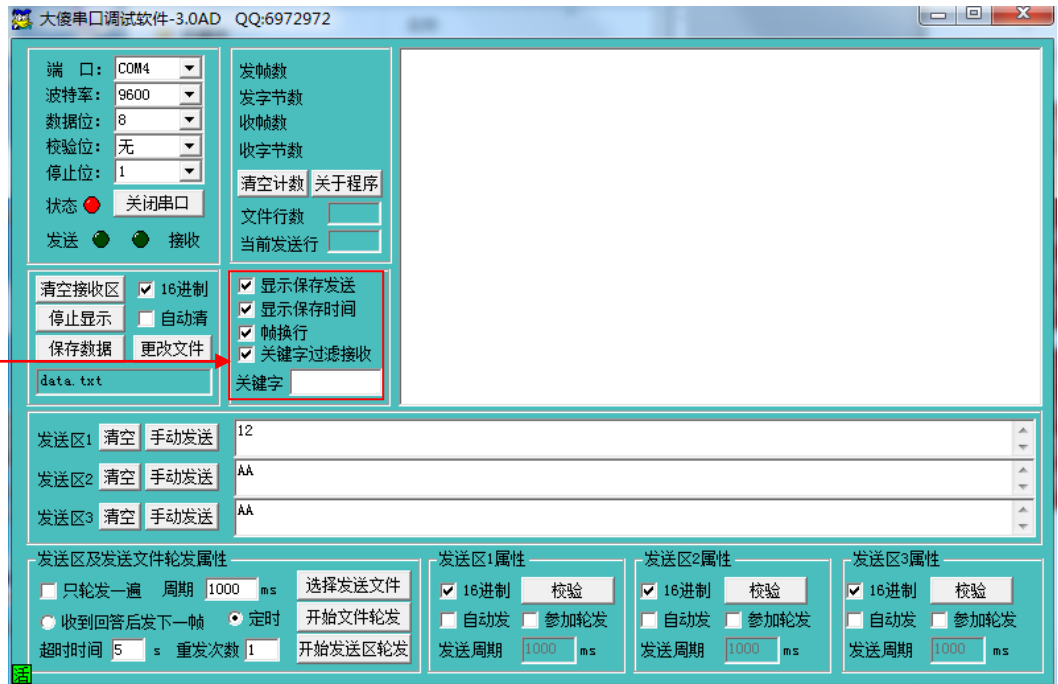 大傻串口调试软件-3.0AD QQ:6972972
端 口: COM4
波特率: 9600
数据位: 8
校验位: 无
停止位: 1
状态 关闭串口
发送 接收
发帧数
发字节数
收帧数
收字节数
清空计数 关于程序
文件行数
当前发送行
清空接收区 16进制
停止显示 自动清
保存数据 更改文件
data.txt
显示保存发送
显示保存时间
帧换行
关键字过滤接收
关键字
发送区1 清空 手动发送 12
发送区2 清空 手动发送 AA
发送区3 清空 手动发送 AA
发送区及发送文件轮发属性
只轮发一遍 周期 1000 ms 选择发送文件
收到回答后发下一帧 定时 开始文件轮发
超时时间 5 s 重发次数 1 开始发送区轮发
发送区1属性
16进制 校验
自动发 参加轮发
发送周期 1000 ms
发送区2属性
16进制 校验
自动发 参加轮发
发送周期 1000 ms
发送区3属性
16进制 校验
自动发 参加轮发
发送周期 1000 ms
活